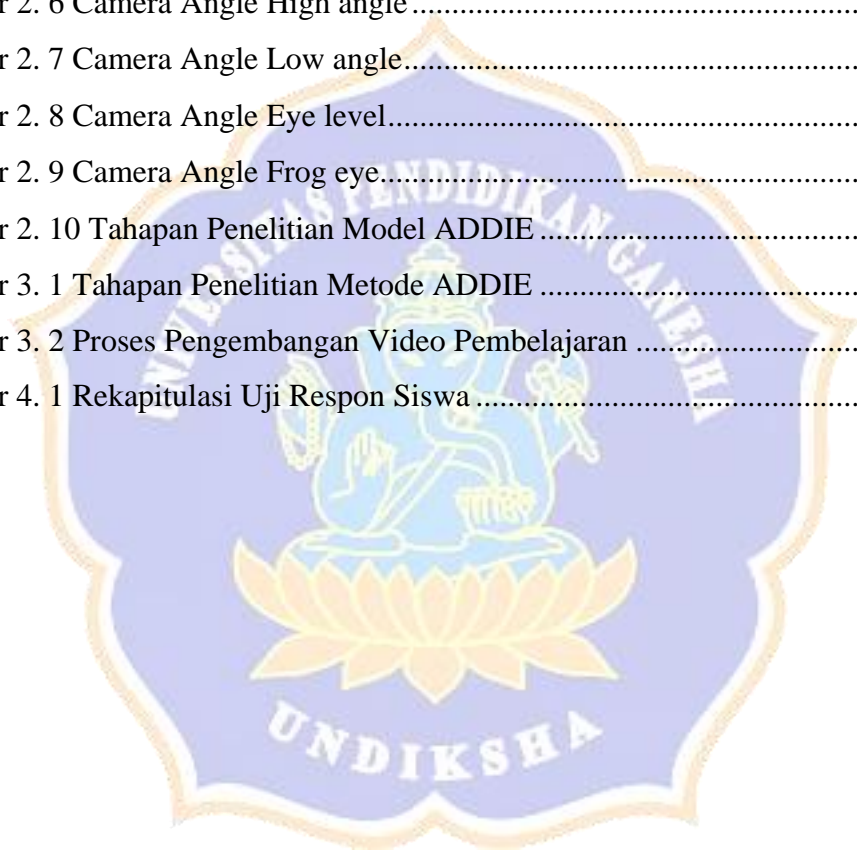 r 2. 6 Camera Angle High angle........................................................
r 2. 7 Camera Angle Low angle.........................................................
r 2. 8 Camera Angle Eye level...........................................................
r 2. 9 Camera Angle Frog eye............................................................
r 2. 10 Tahapan Penelitian Model ADDIE........................................
r 3. 1 Tahapan Penelitian Metode ADDIE........................................
r 3. 2 Proses Pengembangan Video Pembelajaran............................
r 4. 1 Rekapitulasi Uji Respon Siswa................................................
UNIVERSITAS PENDIDIKAN GANESHA
UNDIKSHA